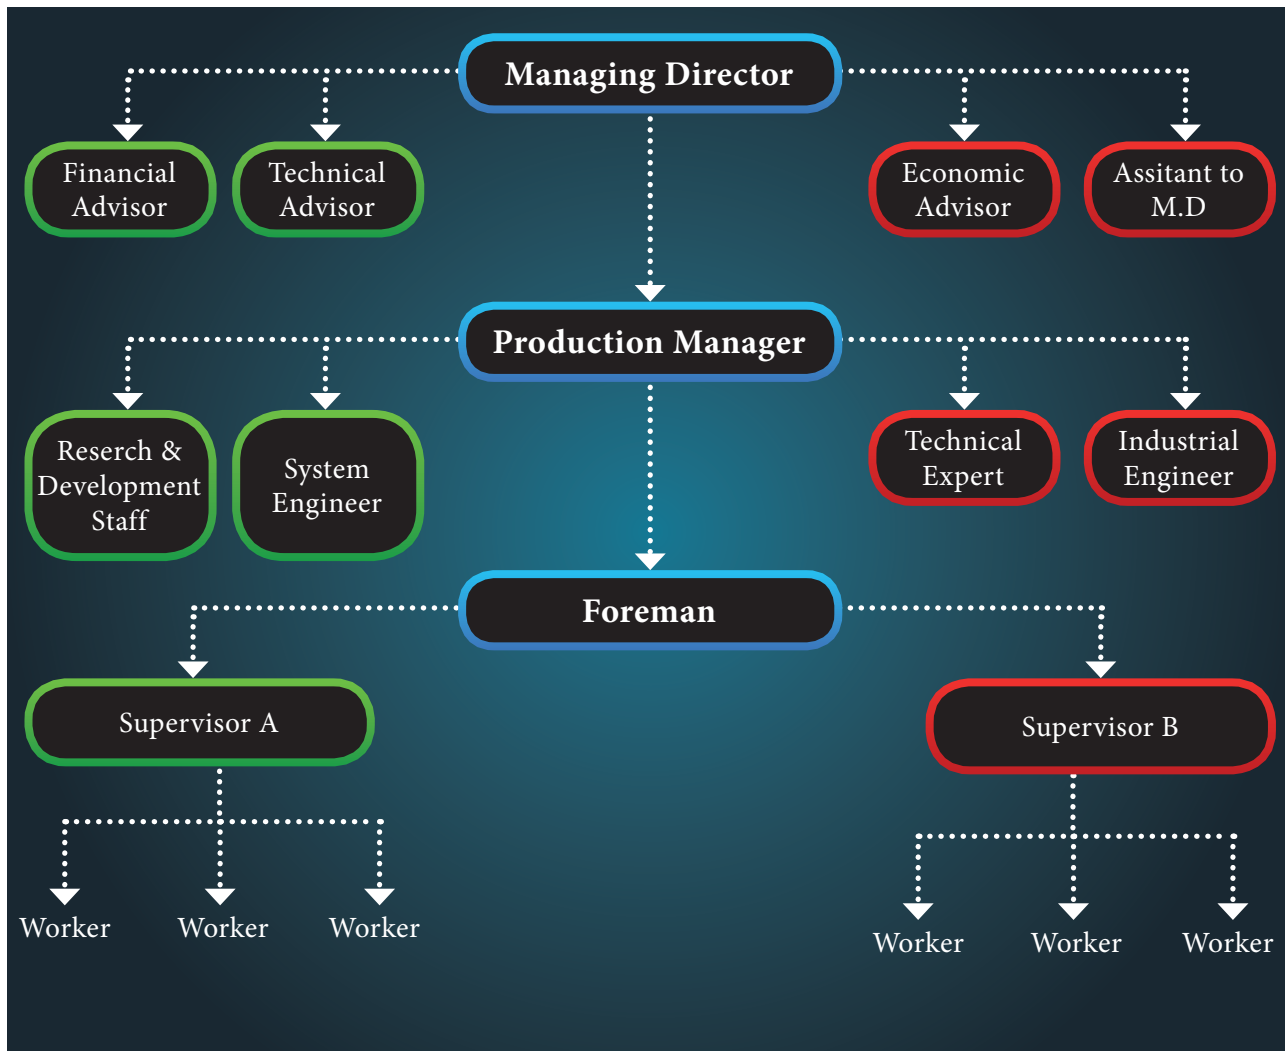 Managing Director
Financial
Advisor
Technical
Advisor
Economic
Advisor
Assitant to
M.D
Production Manager
Reserch &
Development
Staff
System
Engineer
Technical
Expert
Industrial
Engineer
Foreman
Supervisor A
Supervisor B
Worker
Worker
Worker
Worker
Worker
Worker